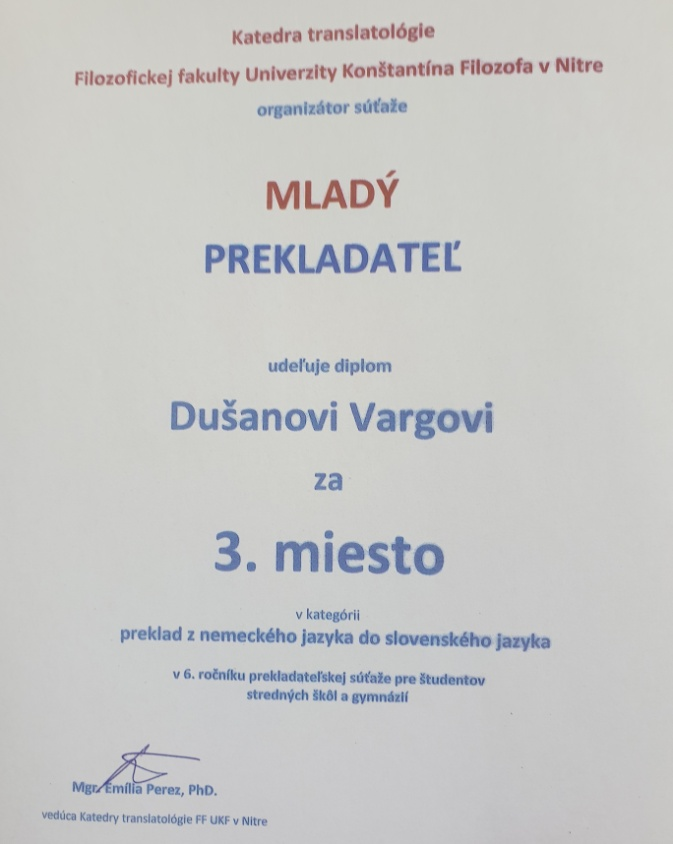 Katedra translatológie
Filozofickej fakulty Univerzity Konštantína Filozofa v Nitre
organizátor súťaže
MLADÝ
PREKLADATEĽ
udeľuje diplom
Dušanovi Vargovi
za
3. miesto
v kategórii
preklad z nemeckého jazyka do slovenského jazyka
v 6. ročníku prekladateľskej súťaže pre študentov
stredných škôl a gymnázií
Mgr. Emília Perez, PhD.
vedúca Katedry translatológie FF UKF v Nitre